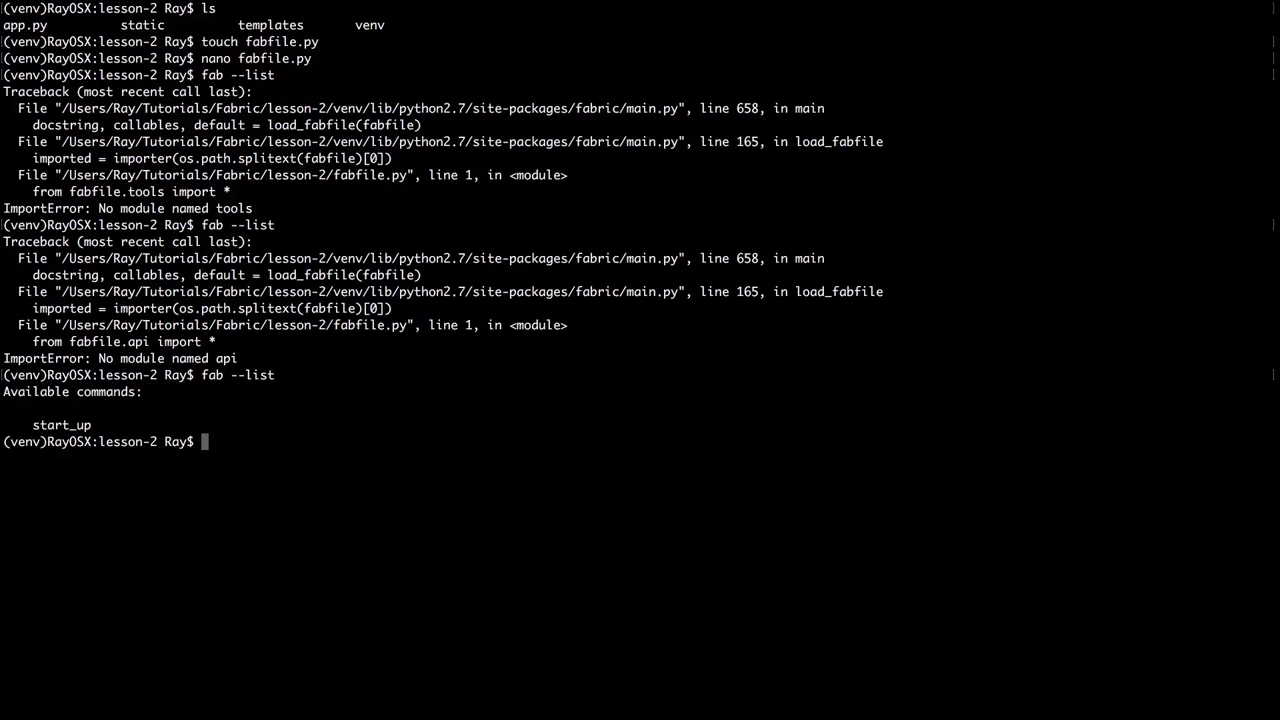 (venv)RayOSX:lesson-2 Ray$ ls
app.py static templates venv
(venv)RayOSX:lesson-2 Ray$ touch fabfile.py
(venv)RayOSX:lesson-2 Ray$ nano fabfile.py
(venv)RayOSX:lesson-2 Ray$ fab --list
Traceback (most recent call last):
  File "/Users/Ray/Tutorials/Fabric/lesson-2/venv/lib/python2.7/site-packages/fabric/main.py", line 658, in main
    docstring, callables, default = load_fabfile(fabfile)
  File "/Users/Ray/Tutorials/Fabric/lesson-2/venv/lib/python2.7/site-packages/fabric/main.py", line 165, in load_fabfile
    imported = importer(os.path.splitext(fabfile)[0])
  File "/Users/Ray/Tutorials/Fabric/lesson-2/fabfile.py", line 1, in <module>
    from fabfile.tools import *
ImportError: No module named tools
(venv)RayOSX:lesson-2 Ray$ fab --list
Traceback (most recent call last):
  File "/Users/Ray/Tutorials/Fabric/lesson-2/venv/lib/python2.7/site-packages/fabric/main.py", line 658, in main
    docstring, callables, default = load_fabfile(fabfile)
  File "/Users/Ray/Tutorials/Fabric/lesson-2/venv/lib/python2.7/site-packages/fabric/main.py", line 165, in load_fabfile
    imported = importer(os.path.splitext(fabfile)[0])
  File "/Users/Ray/Tutorials/Fabric/lesson-2/fabfile.py", line 1, in <module>
    from fabfile.api import *
ImportError: No module named api
(venv)RayOSX:lesson-2 Ray$ fab --list
Available commands:
    start_up
(venv)RayOSX:lesson-2 Ray$